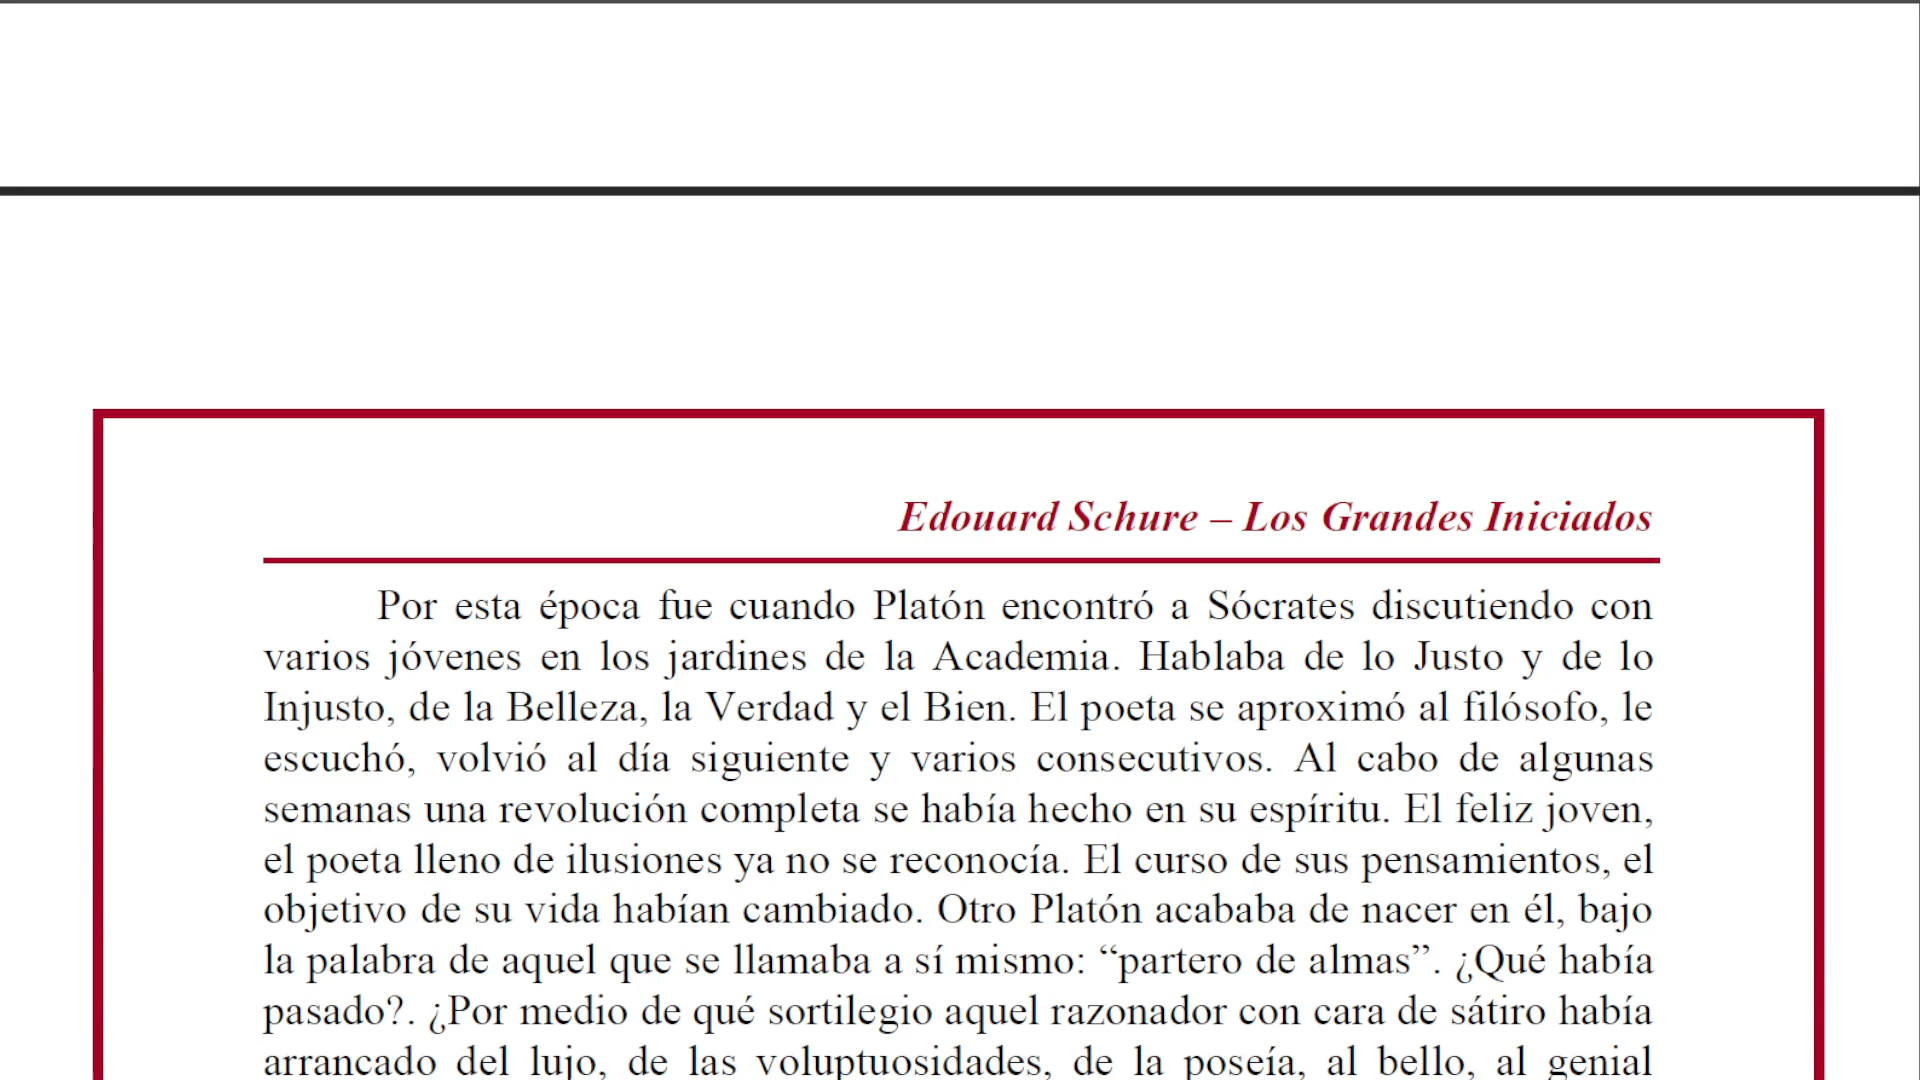 Edouard Schure – Los Grandes Iniciados
Por esta época fue cuando Platón encontró a Sócrates discutiendo con
varios jóvenes en los jardines de la Academia. Hablaba de lo Justo y de lo
Injusto, de la Belleza, la Verdad y el Bien. El poeta se aproximó al filósofo, le
escuchó, volvió al día siguiente y varios consecutivos. Al cabo de algunas
semanas una revolución completa se había hecho en su espíritu. El feliz joven,
el poeta lleno de ilusiones ya no se reconocía. El curso de sus pensamientos, el
objetivo de su vida habían cambiado. Otro Platón acababa de nacer en él, bajo
la palabra de aquel que se llamaba a sí mismo: “partero de almas”. ¿Qué había
pasado?. ¿Por medio de qué sortilegio aquel razonador con cara de sátiro había
arrancado del lujo, de las voluptuosidades, de la poseía, al bello, al genial